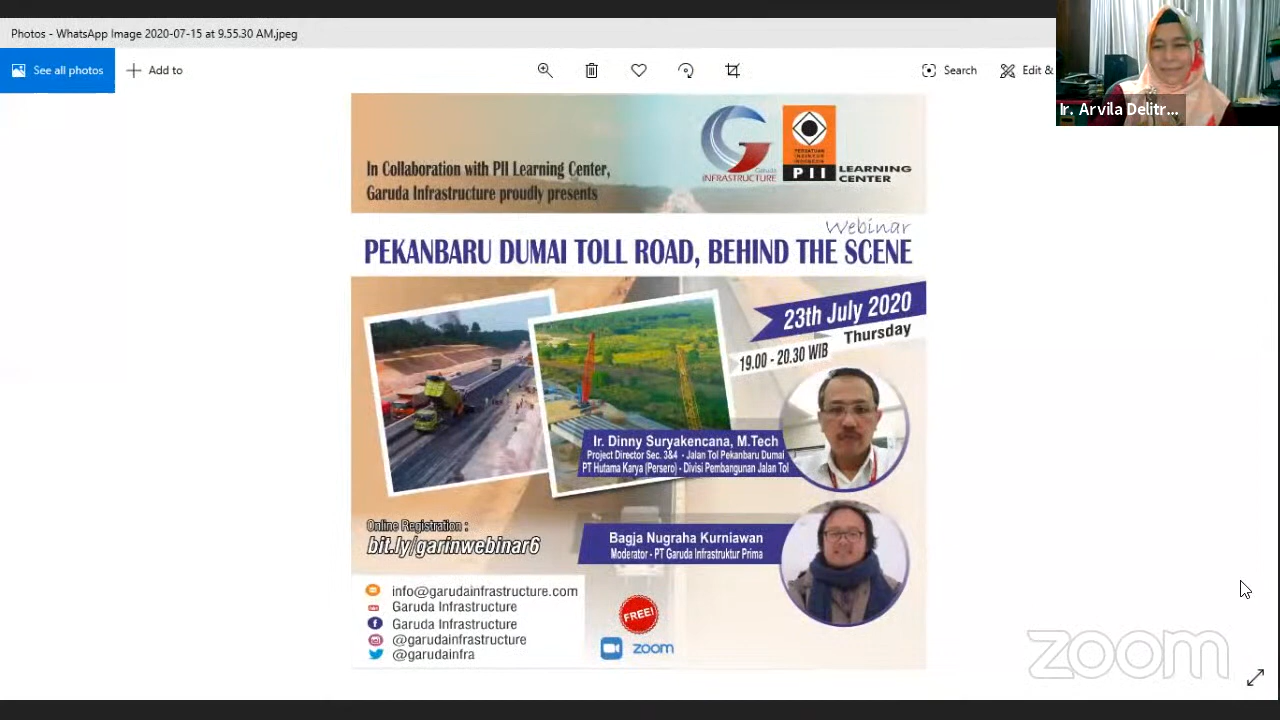 Photos - WhatsApp Image 2020-07-15 at 9.55.30 AM.jpeg
See all photos
Add to
Search
Edit &
Ir. Arvila Delitr...
In Collaboration with PII Learning Center,
Garuda Infrastructure proudly presents
Garuda
INFRASTRUCTURE
PERSATUAN
INSINYUR
INDONESIA
PII
LEARNING
CENTER
Webinar
PEKANBARU DUMAI TOLL ROAD, BEHIND THE SCENE
23th July 2020
Thursday
19.00 - 20.30 WIB
Ir. Dinny Suryakencana, M.Tech
Project Director Sec. 3&4 - Jalan Tol Pekanbaru Dumai
PT Hutama Karya (Persero) - Divisi Pembangunan Jalan Tol
Online Registration :
bit.ly/garinwebinar6
Bagja Nugraha Kurniawan
Moderator - PT Garuda Infrastruktur Prima
info@garudainfrastructure.com
Garuda Infrastructure
Garuda Infrastructure
@garudainfrastructure
@garudainfra
FREE!
zoom
zoom